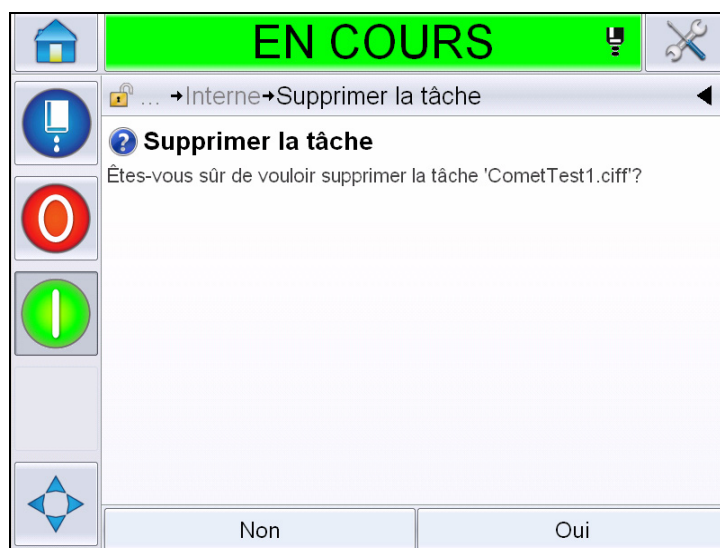 EN COURS
... →Interne→Supprimer la tâche
Supprimer la tâche
Êtes-vous sûr de vouloir supprimer la tâche 'CometTest1.ciff'?
Non
Oui